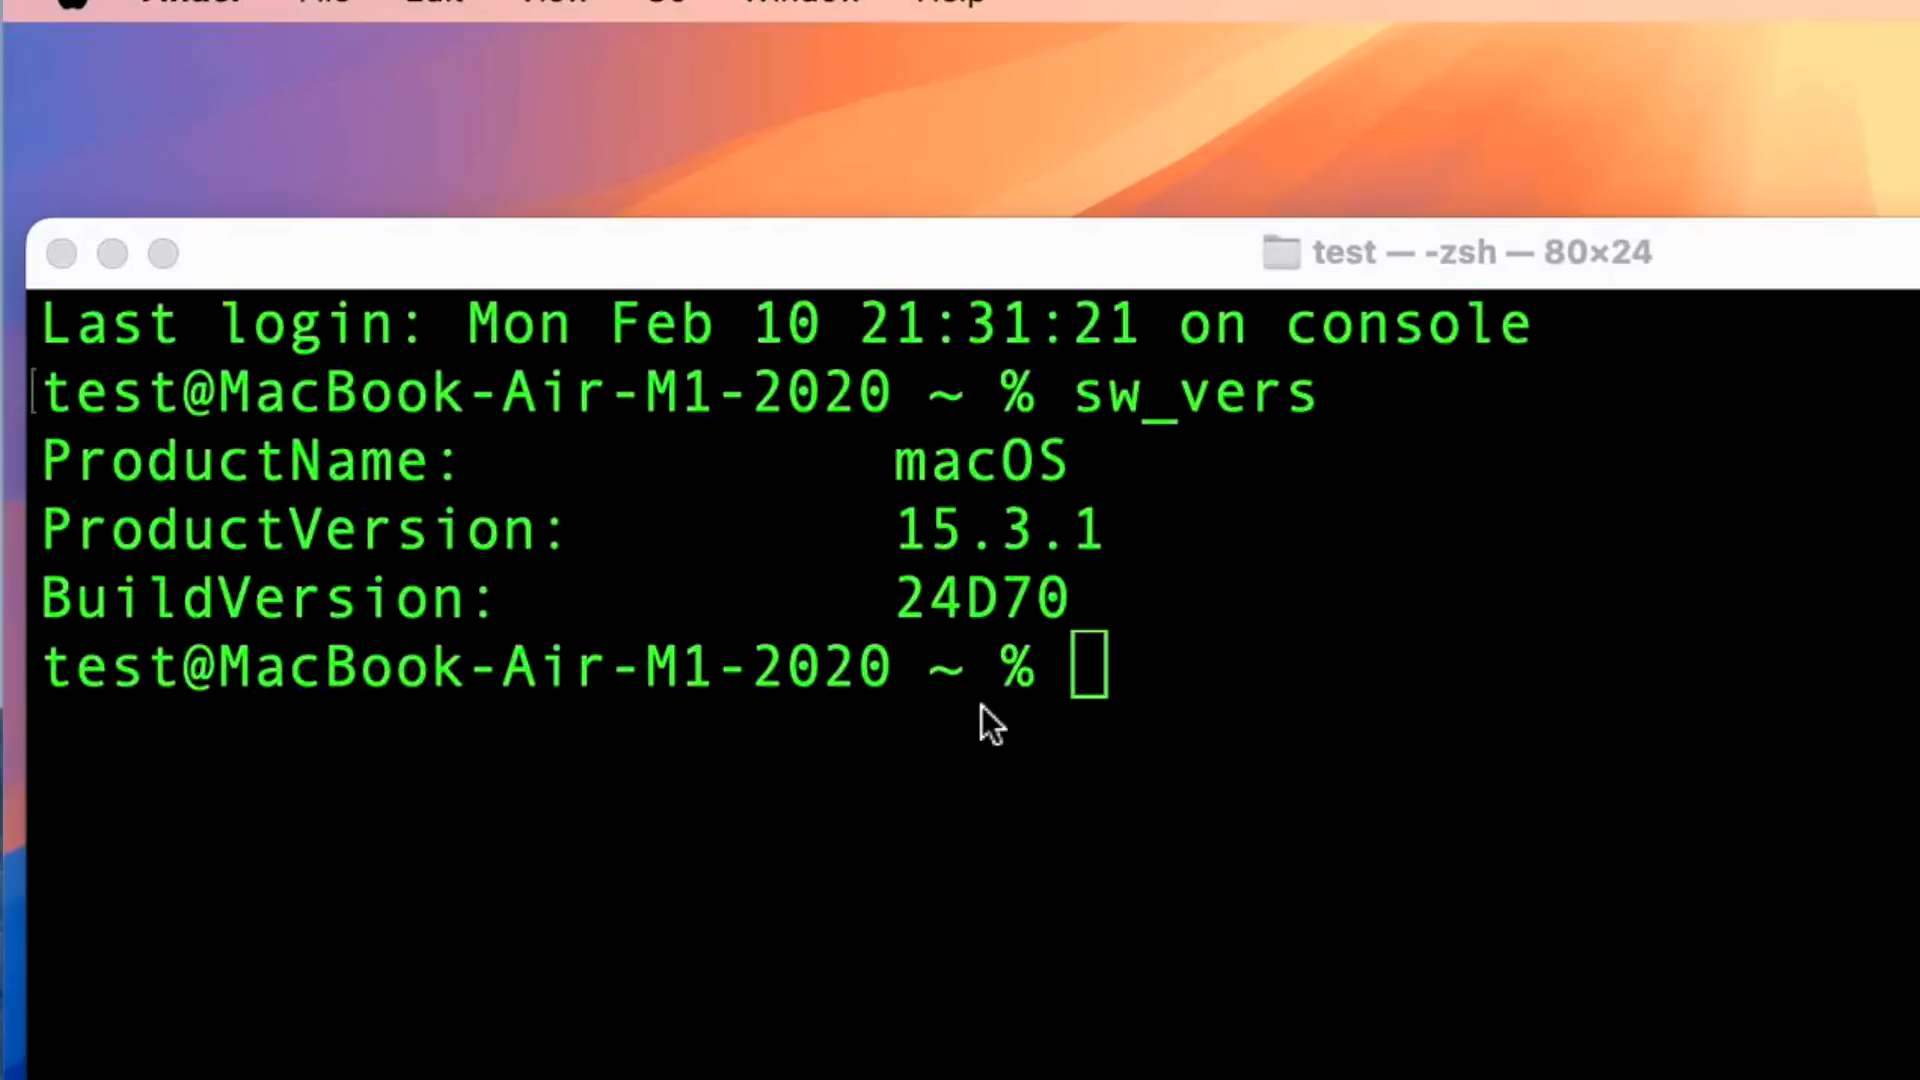 test — -zsh — 80×24
Last login: Mon Feb 10 21:31:21 on console
test@MacBook-Air-M1-2020 ~ % sw_vers
ProductName: macOS
ProductVersion: 15.3.1
BuildVersion: 24D70
test@MacBook-Air-M1-2020 ~ %